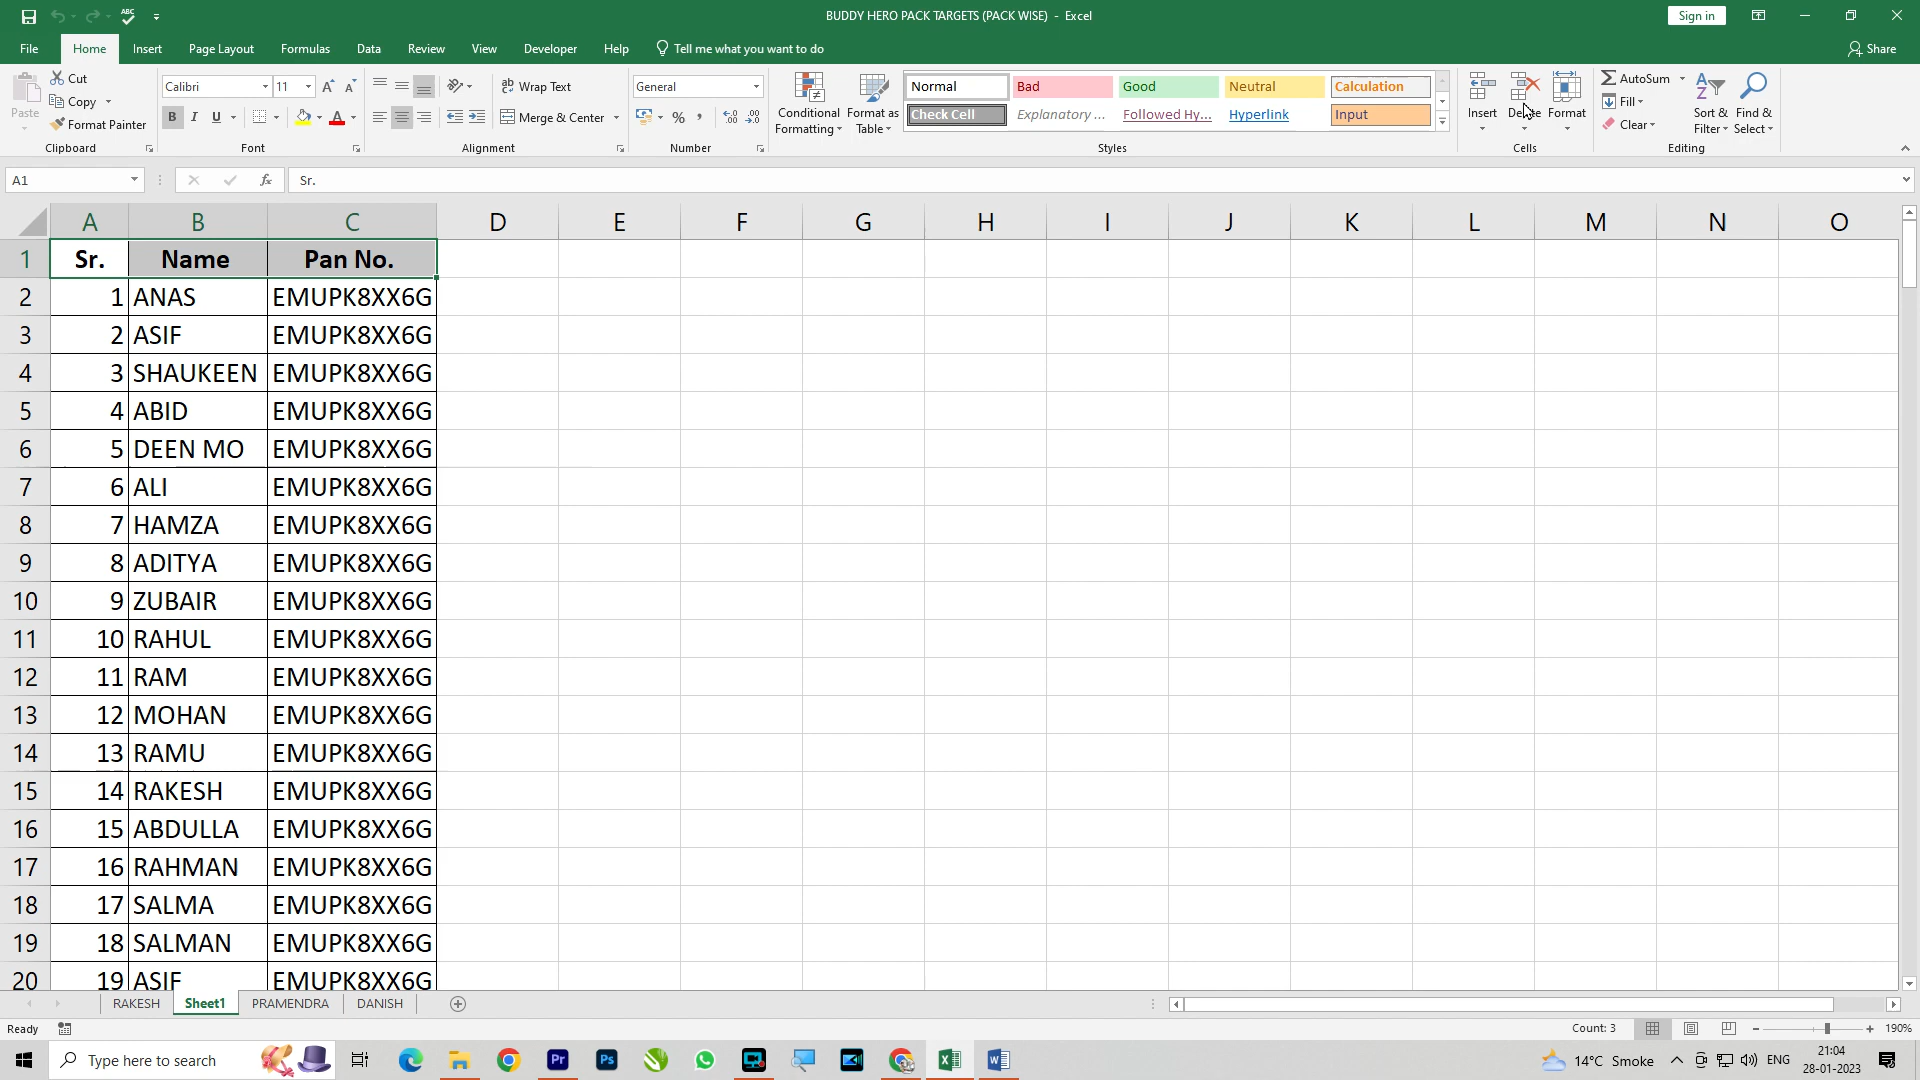 BUDDY HERO PACK TARGETS (PACK WISE) - Excel
Sign in
File Home Insert Page Layout Formulas Data Review View Developer Help Tell me what you want to do Share
Paste Cut Copy Format Painter Clipboard
Calibri 11 B I U Font
Wrap Text Merge & Center Alignment
General Number
Conditional Formatting Format as Table
Normal Bad Good Neutral Calculation
Check Cell Explanatory ... Followed Hy... Hyperlink Input
Styles
Insert Delete Format Cells
AutoSum Fill Clear Sort & Filter Find & Select Editing
A1 fx Sr.
A B C D E F G H I J K L M N O
1 Sr. Name Pan No.
2 1 ANAS EMUPK8XX6G
3 2 ASIF EMUPK8XX6G
4 3 SHAUKEEN EMUPK8XX6G
5 4 ABID EMUPK8XX6G
6 5 DEEN MO EMUPK8XX6G
7 6 ALI EMUPK8XX6G
8 7 HAMZA EMUPK8XX6G
9 8 ADITYA EMUPK8XX6G
10 9 ZUBAIR EMUPK8XX6G
11 10 RAHUL EMUPK8XX6G
12 11 RAM EMUPK8XX6G
13 12 MOHAN EMUPK8XX6G
14 13 RAMU EMUPK8XX6G
15 14 RAKESH EMUPK8XX6G
16 15 ABDULLA EMUPK8XX6G
17 16 RAHMAN EMUPK8XX6G
18 17 SALMA EMUPK8XX6G
19 18 SALMAN EMUPK8XX6G
20 19 ASIF EMUPK8XX6G
RAKESH Sheet1 PRAMENDRA DANISH
Ready Count: 3 190%
Type here to search Pr Ps 14°C Smoke ENG 21:04
28-01-2023